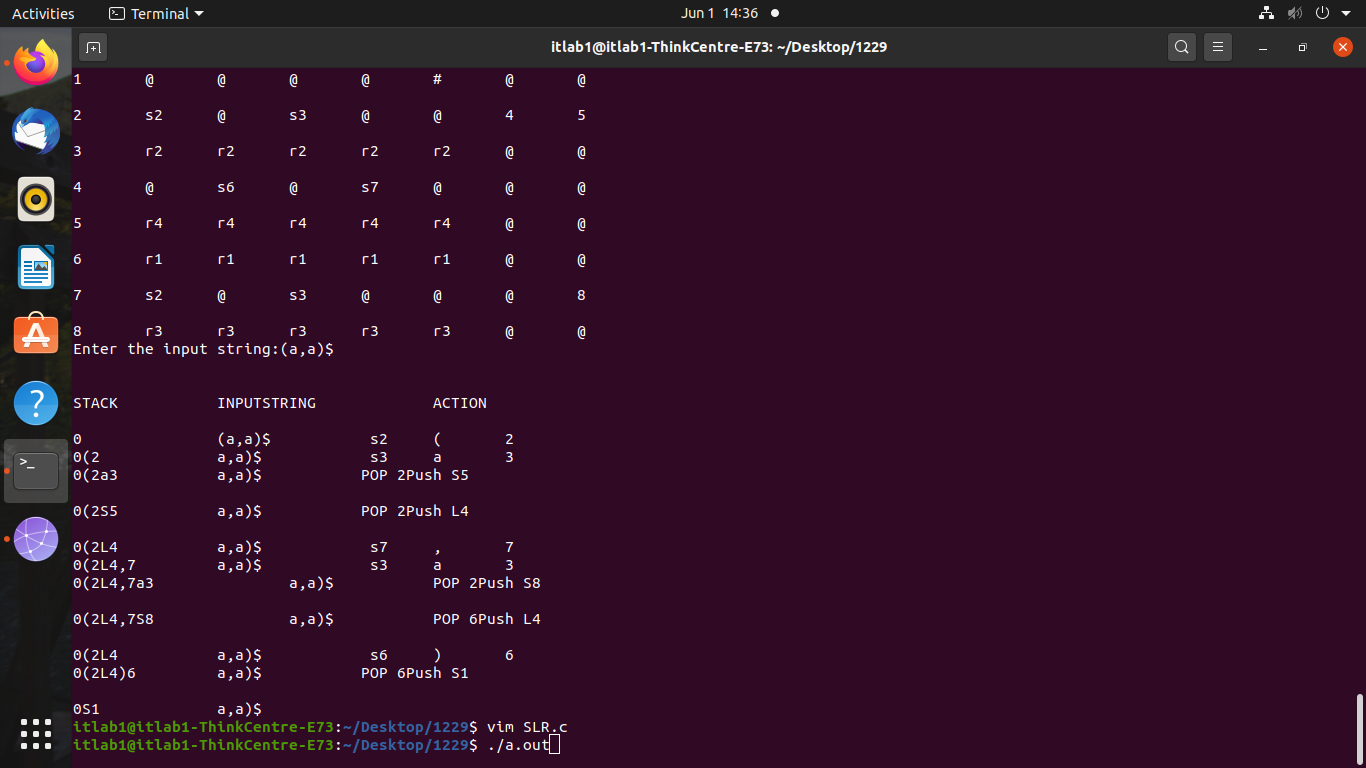 Activities Terminal Jun 1 14:36
itlab1@itlab1-ThinkCentre-E73: ~/Desktop/1229
1 @ @ @ @ # @ @
2 s2 @ s3 @ @ 4 5
3 r2 r2 r2 r2 r2 @ @
4 @ s6 @ s7 @ @ @
5 r4 r4 r4 r4 r4 @ @
6 r1 r1 r1 r1 r1 @ @
7 s2 @ s3 @ @ @ 8
8 r3 r3 r3 r3 r3 @ @
Enter the input string:(a,a)$
STACK INPUTSTRING ACTION
0 (a,a)$ s2 ( 2
0(2 a,a)$ s3 a 3
0(2a3 a,a)$ POP 2Push S5
0(2S5 a,a)$ POP 2Push L4
0(2L4 a,a)$ s7 , 7
0(2L4,7 a,a)$ s3 a 3
0(2L4,7a3 a,a)$ POP 2Push S8
0(2L4,7S8 a,a)$ POP 6Push L4
0(2L4 a,a)$ s6 ) 6
0(2L4)6 a,a)$ POP 6Push S1
0S1 a,a)$
itlab1@itlab1-ThinkCentre-E73:~/Desktop/1229$ vim SLR.c
itlab1@itlab1-ThinkCentre-E73:~/Desktop/1229$ ./a.out